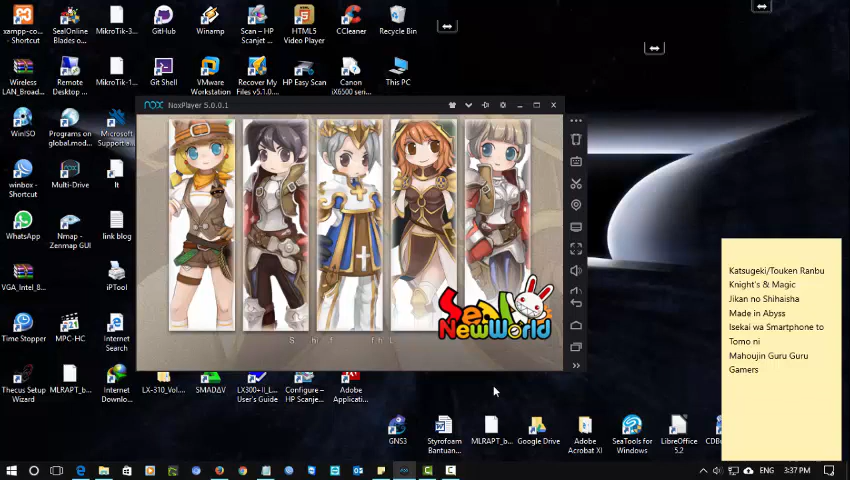 xampp-co...
- Shortcut
SealOnline
Blades o...
MikroTik-3...
GitHub
Winamp
Scan – HP
Scanjet ...
HTML5
Video Player
CCleaner
Recycle Bin
Wireless
LAN_Broad...
Remote
Desktop ...
MikroTik-1...
Git Shell
VMware
Workstation
Recover My
Files v5.1.0...
HP Easy Scan
Canon
iX6500 seri...
This PC
nox NoxPlayer 5.0.0.1
WinISO
Programs on
global.mod...
Microsoft
Support a...
winbox -
Shortcut
Multi-Drive
It
WhatsApp
Nmap -
Zenmap GUI
link blog
VGA_Intel_8...
iPTool
Seal
NewWorld
Katsugeki/Touken Ranbu
Knight's & Magic
Jikan no Shihaisha
Made in Abyss
Isekai wa Smartphone to
Tomo ni
Mahoujin Guru Guru
Gamers
Time Stopper
MPC-HC
Internet
Search
Thecus Setup
Wizard
MLRAPT_b...
Internet
Downlo...
LX-310_Vol...
SMADAV
LX300+II_L...
User's Guide
Configure –
HP Scanje...
Adobe
Applicati...
GNS3
Styrofoam
Bantuan...
MLRAPT_b...
Google Drive
Adobe
Acrobat XI
SeaTools for
Windows
LibreOffice
5.2
CDB
ENG
3:37 PM